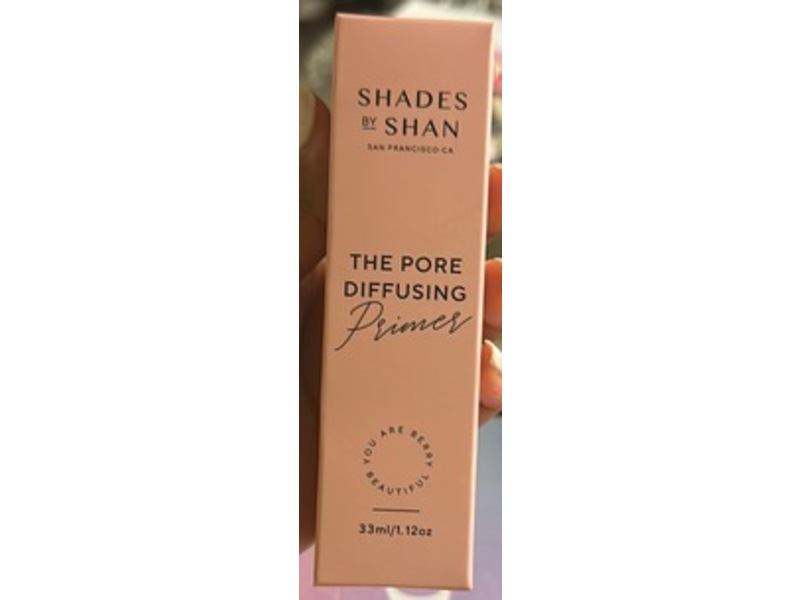 SHADES
BY SHAN
SAN FRANCISCO·CA
THE PORE
DIFFUSING
Primer
YOU ARE BERRY
BEAUTIFUL
33ml/1.12oz